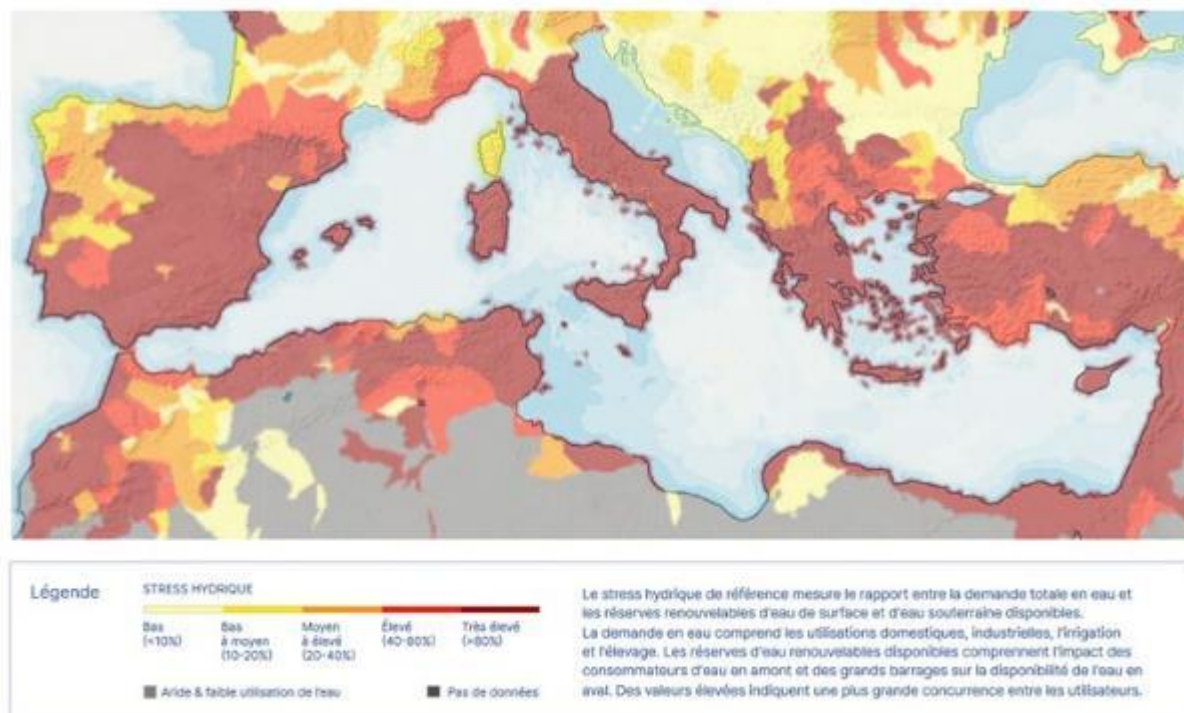 Légende
STRESS HYDRIQUE
Bas
(<10%)
Bas
à moyen
(10-20%)
Moyen
à élevé
(20-40%)
Élevé
(40-80%)
Très élevé
(>80%)
Aride & faible utilisation de l'eau
Pas de données
Le stress hydrique de référence mesure le rapport entre la demande totale en eau et
les réserves renouvelables d'eau de surface et d'eau souterraine disponibles.
La demande en eau comprend les utilisations domestiques, industrielles, l'irrigation
et l'élevage. Les réserves d'eau renouvelables disponibles comprennent l'impact des
consommateurs d'eau en amont et des grands barrages sur la disponibilité de l'eau en
aval. Des valeurs élevées indiquent une plus grande concurrence entre les utilisateurs.